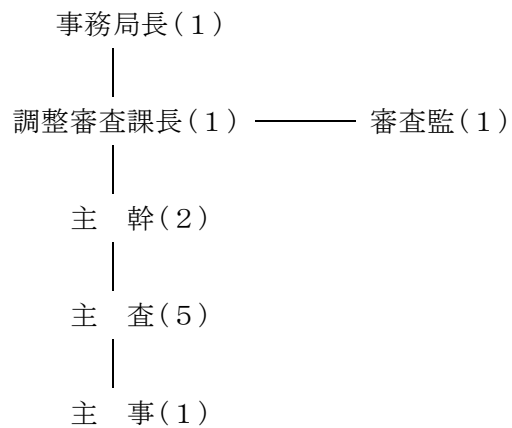 事務局長(1)
調整審査課長(1) 審査監(1)
主　幹(2)
主　査(5)
主　事(1)